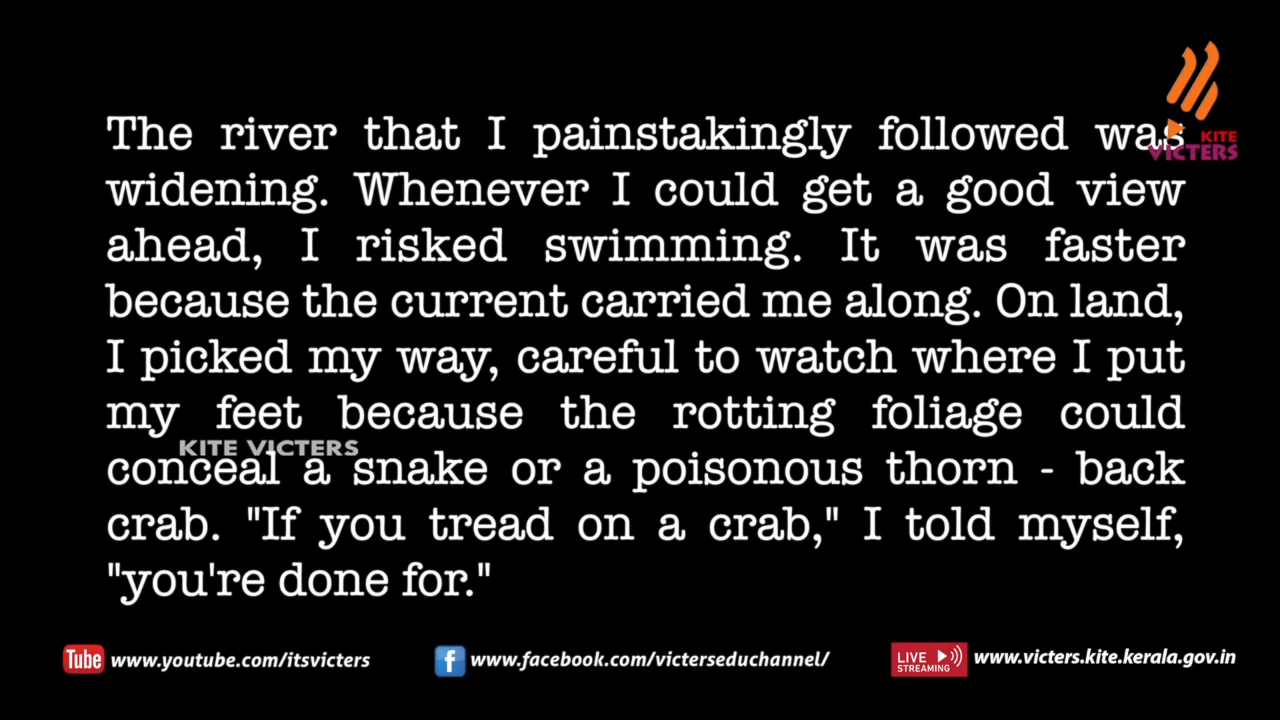 The river that I painstakingly followed was
widening. Whenever I could get a good view
ahead, I risked swimming. It was faster
because the current carried me along. On land,
I picked my way, careful to watch where I put
my feet because the rotting foliage could
conceal a snake or a poisonous thorn - back
crab. "If you tread on a crab," I told myself,
"you're done for."
KITE
VICTERS
KITE VICTERS
Tube www.youtube.com/itsvicters
f www.facebook.com/victerseduchannel/
LIVE
STREAMING
www.victers.kite.kerala.gov.in